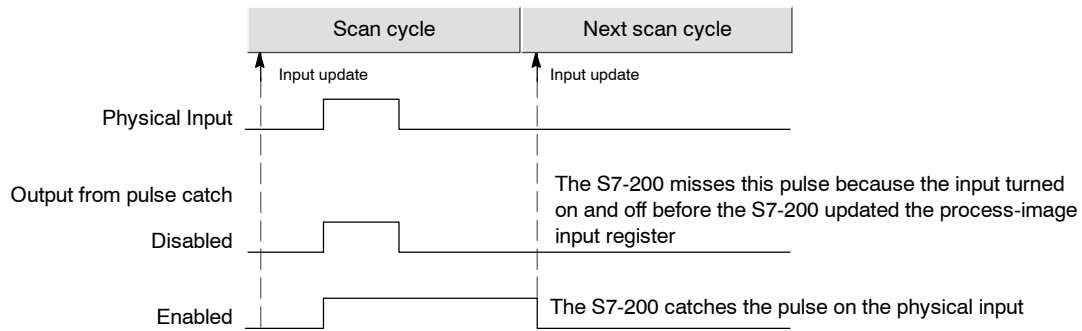 Scan cycle
Next scan cycle
Input update
Input update
Physical Input
Output from pulse catch
The S7-200 misses this pulse because the input turned
on and off before the S7-200 updated the process-image
input register
Disabled
The S7-200 catches the pulse on the physical input
Enabled